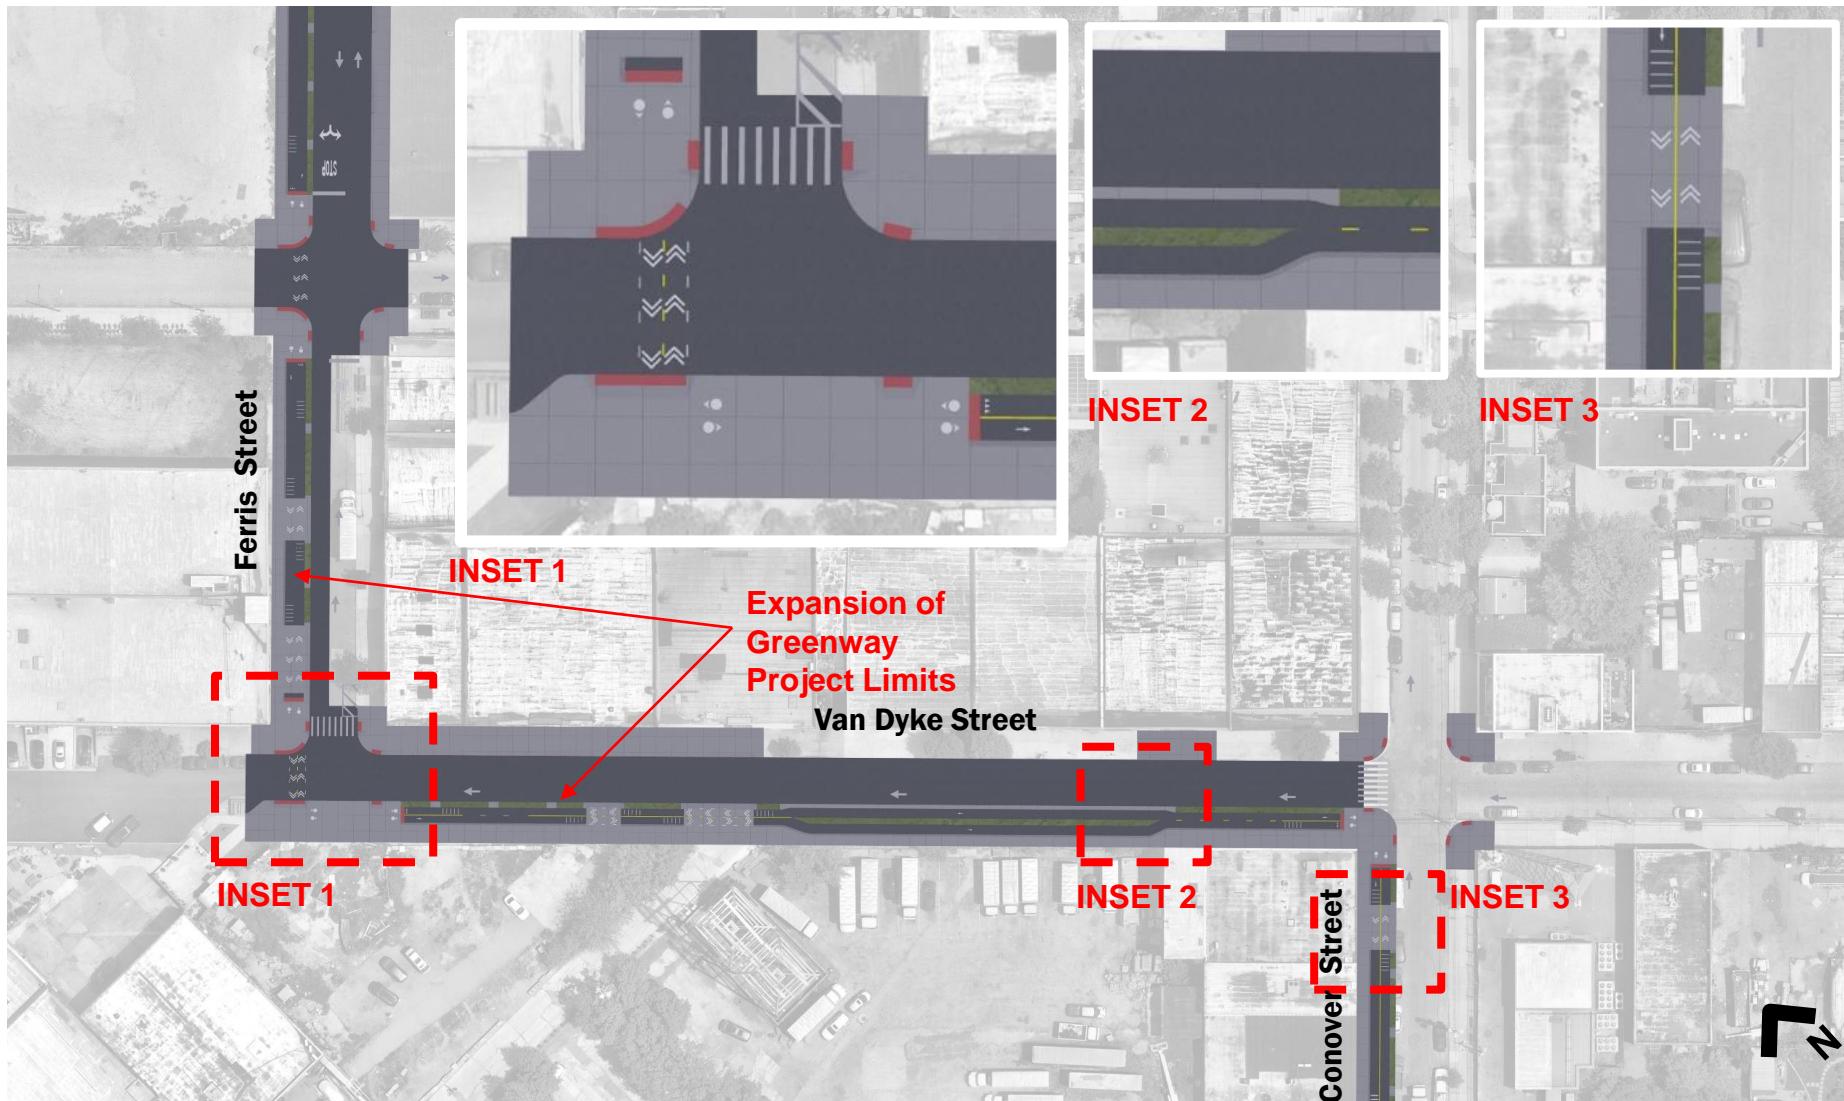 STOP
Ferris Street
INSET 1
INSET 2
INSET 3
Expansion of
Greenway
Project Limits
Van Dyke Street
INSET 1
INSET 2
INSET 3
Conover Street
N